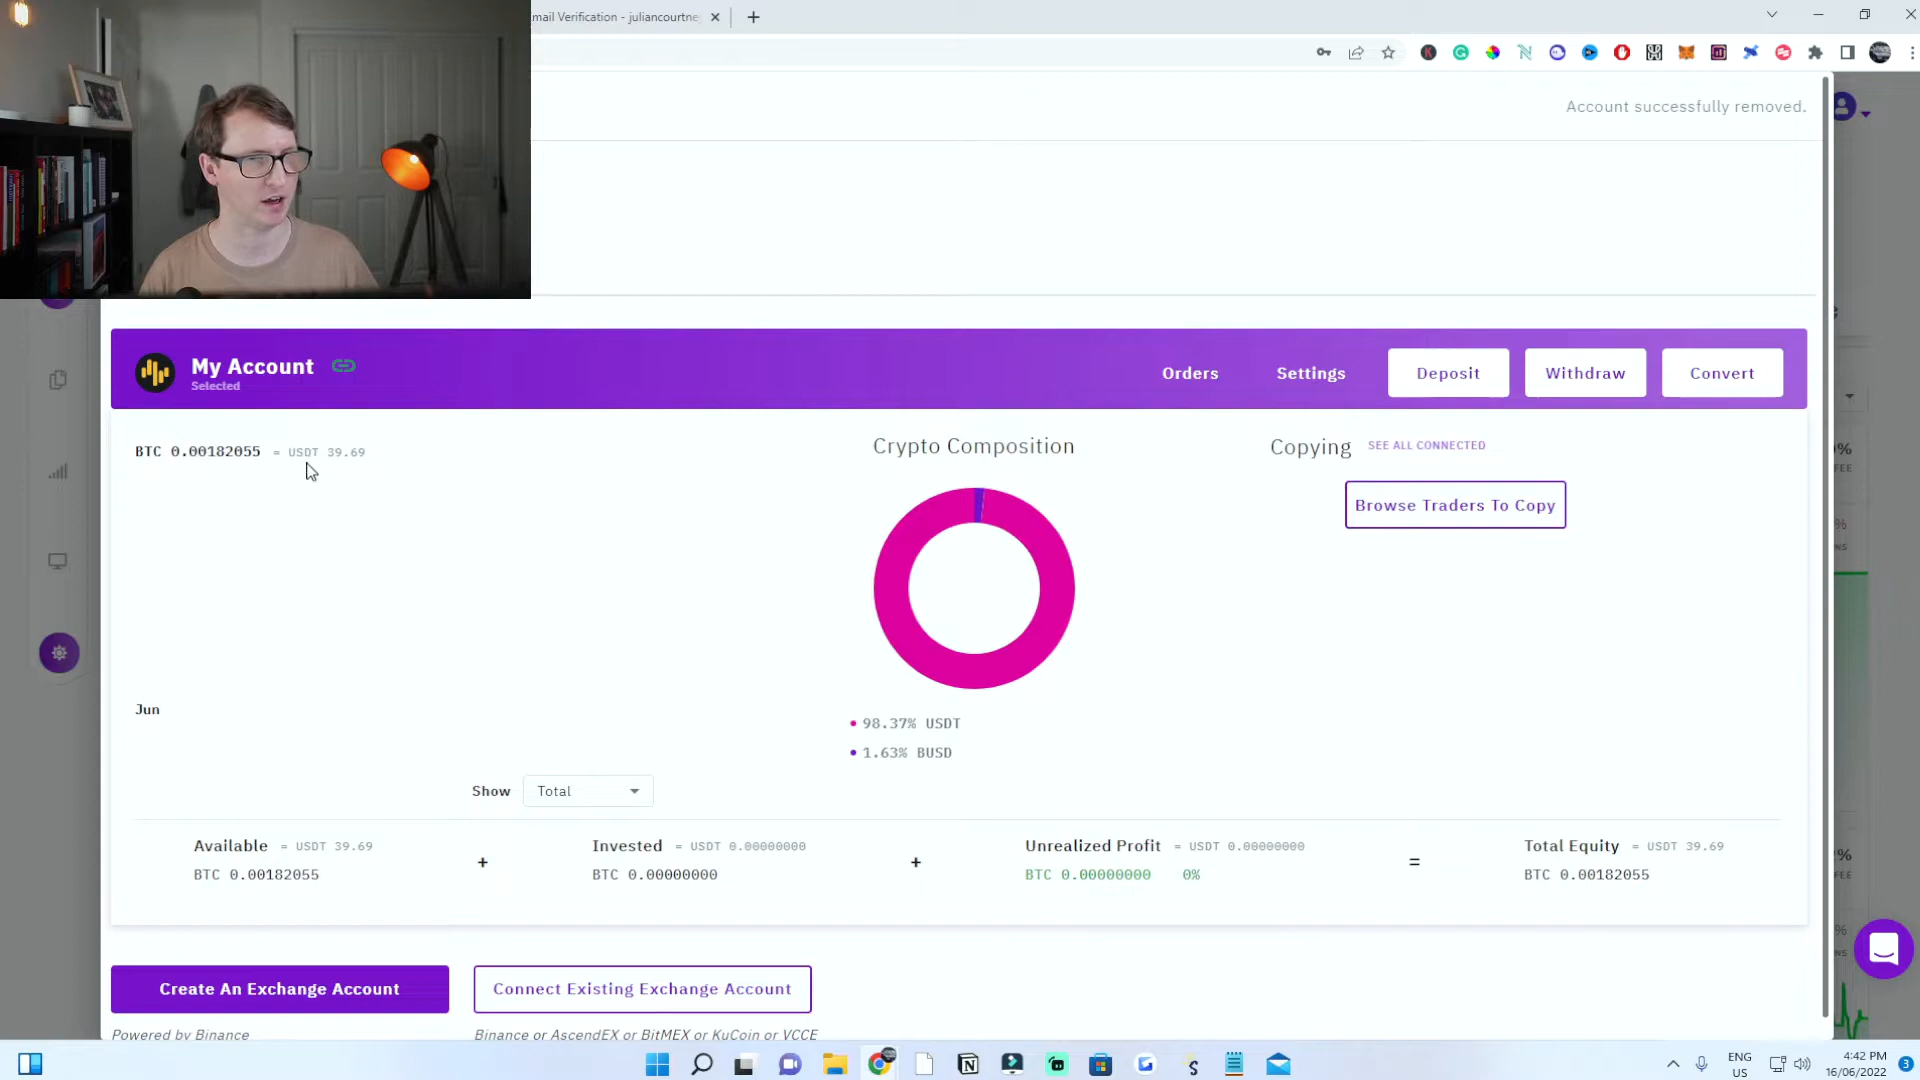 mail Verification - juliancourtne
Account successfully removed.
My Account
Selected
Orders
Settings
Deposit
Withdraw
Convert
BTC 0.00182055 = USDT 39.69
Crypto Composition
Copying SEE ALL CONNECTED
Browse Traders To Copy
Jun
98.37% USDT
1.63% BUSD
Show Total
Available = USDT 39.69
BTC 0.00182055
+
Invested = USDT 0.00000000
BTC 0.00000000
+
Unrealized Profit = USDT 0.00000000
BTC 0.00000000 0%
=
Total Equity = USDT 39.69
BTC 0.00182055
Create An Exchange Account
Connect Existing Exchange Account
Powered by Binance
Binance or AscendEX or BitMEX or KuCoin or VCCE
ENG
US
4:42 PM
16/06/2022
3